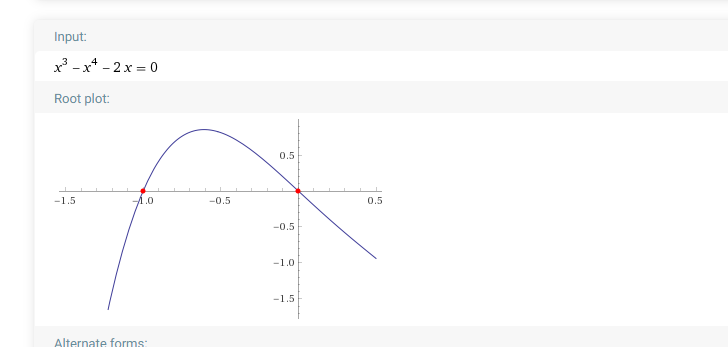 Input:
x³ − x⁴ − 2 x = 0
Root plot:
0.5
−1.5 −1.0 −0.5 0.5
−0.5
−1.0
−1.5
Alternate forms: